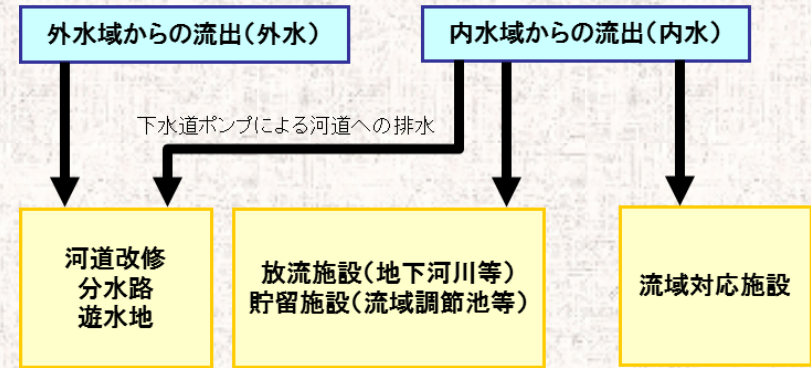 外水域からの流出(外水)
内水域からの流出(内水)
下水道ポンプによる河道への排水
河道改修
分水路
遊水地
放流施設(地下河川等)
貯留施設(流域調節池等)
流域対応施設